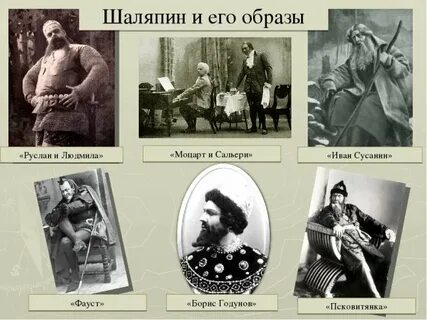 Шаляпин и его образы
«Руслан и Людмила»
«Моцарт и Сальери»
«Иван Сусанин»
«Фауст»
«Борис Годунов»
«Псковитянка»